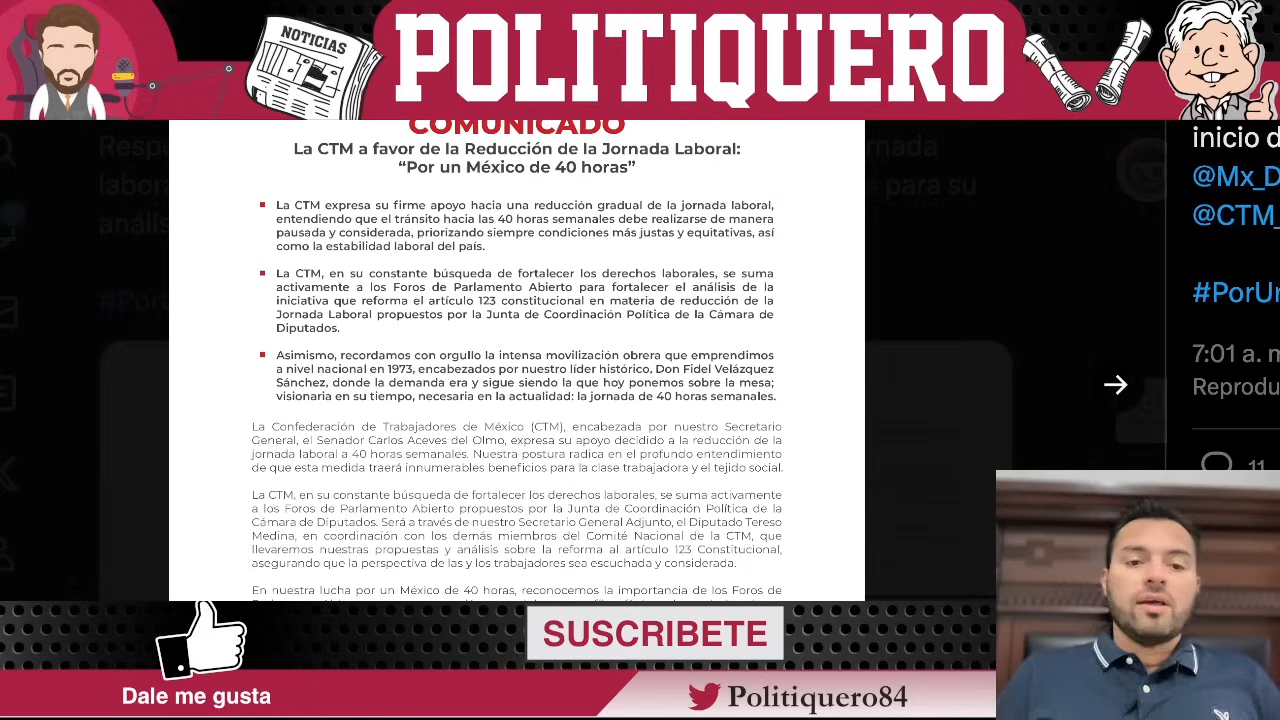 NOTICIAS
POLITIQUERO
COMUNICADO
La CTM a favor de la Reducción de la Jornada Laboral:
“Por un México de 40 horas”
La CTM expresa su firme apoyo hacia una reducción gradual de la jornada laboral,
entendiendo que el tránsito hacia las 40 horas semanales debe realizarse de manera
pausada y considerada, priorizando siempre condiciones más justas y equitativas, así
como la estabilidad laboral del país.
La CTM, en su constante búsqueda de fortalecer los derechos laborales, se suma
activamente a los Foros de Parlamento Abierto para fortalecer el análisis de la
iniciativa que reforma el artículo 123 constitucional en materia de reducción de la
Jornada Laboral propuestos por la Junta de Coordinación Política de la Cámara de
Diputados.
Asimismo, recordamos con orgullo la intensa movilización obrera que emprendimos
a nivel nacional en 1973, encabezados por nuestro líder histórico, Don Fidel Velázquez
Sánchez, donde la demanda era y sigue siendo la que hoy ponemos sobre la mesa;
visionaria en su tiempo, necesaria en la actualidad: la jornada de 40 horas semanales.
La Confederación de Trabajadores de México (CTM), encabezada por nuestro Secretario
General, el Senador Carlos Aceves del Olmo, expresa su apoyo decidido a la reducción de la
jornada laboral a 40 horas semanales. Nuestra postura radica en el profundo entendimiento
de que esta medida traerá innumerables beneficios para la clase trabajadora y el tejido social.
La CTM, en su constante búsqueda de fortalecer los derechos laborales, se suma activamente
a los Foros de Parlamento Abierto propuestos por la Junta de Coordinación Política de la
Cámara de Diputados. Será a través de nuestro Secretario General Adjunto, el Diputado Tereso
Medina, en coordinación con los demás miembros del Comité Nacional de la CTM, que
llevaremos nuestras propuestas y análisis sobre la reforma al artículo 123 Constitucional,
asegurando que la perspectiva de las y los trabajadores sea escuchada y considerada.
En nuestra lucha por un México de 40 horas, reconocemos la importancia de los Foros de
inicio d
@Mx_D
@CTM_
#PorUn
7:01 a. m
Reprodu
11
SUSCRIBETE
Dale me gusta
Politiquero84